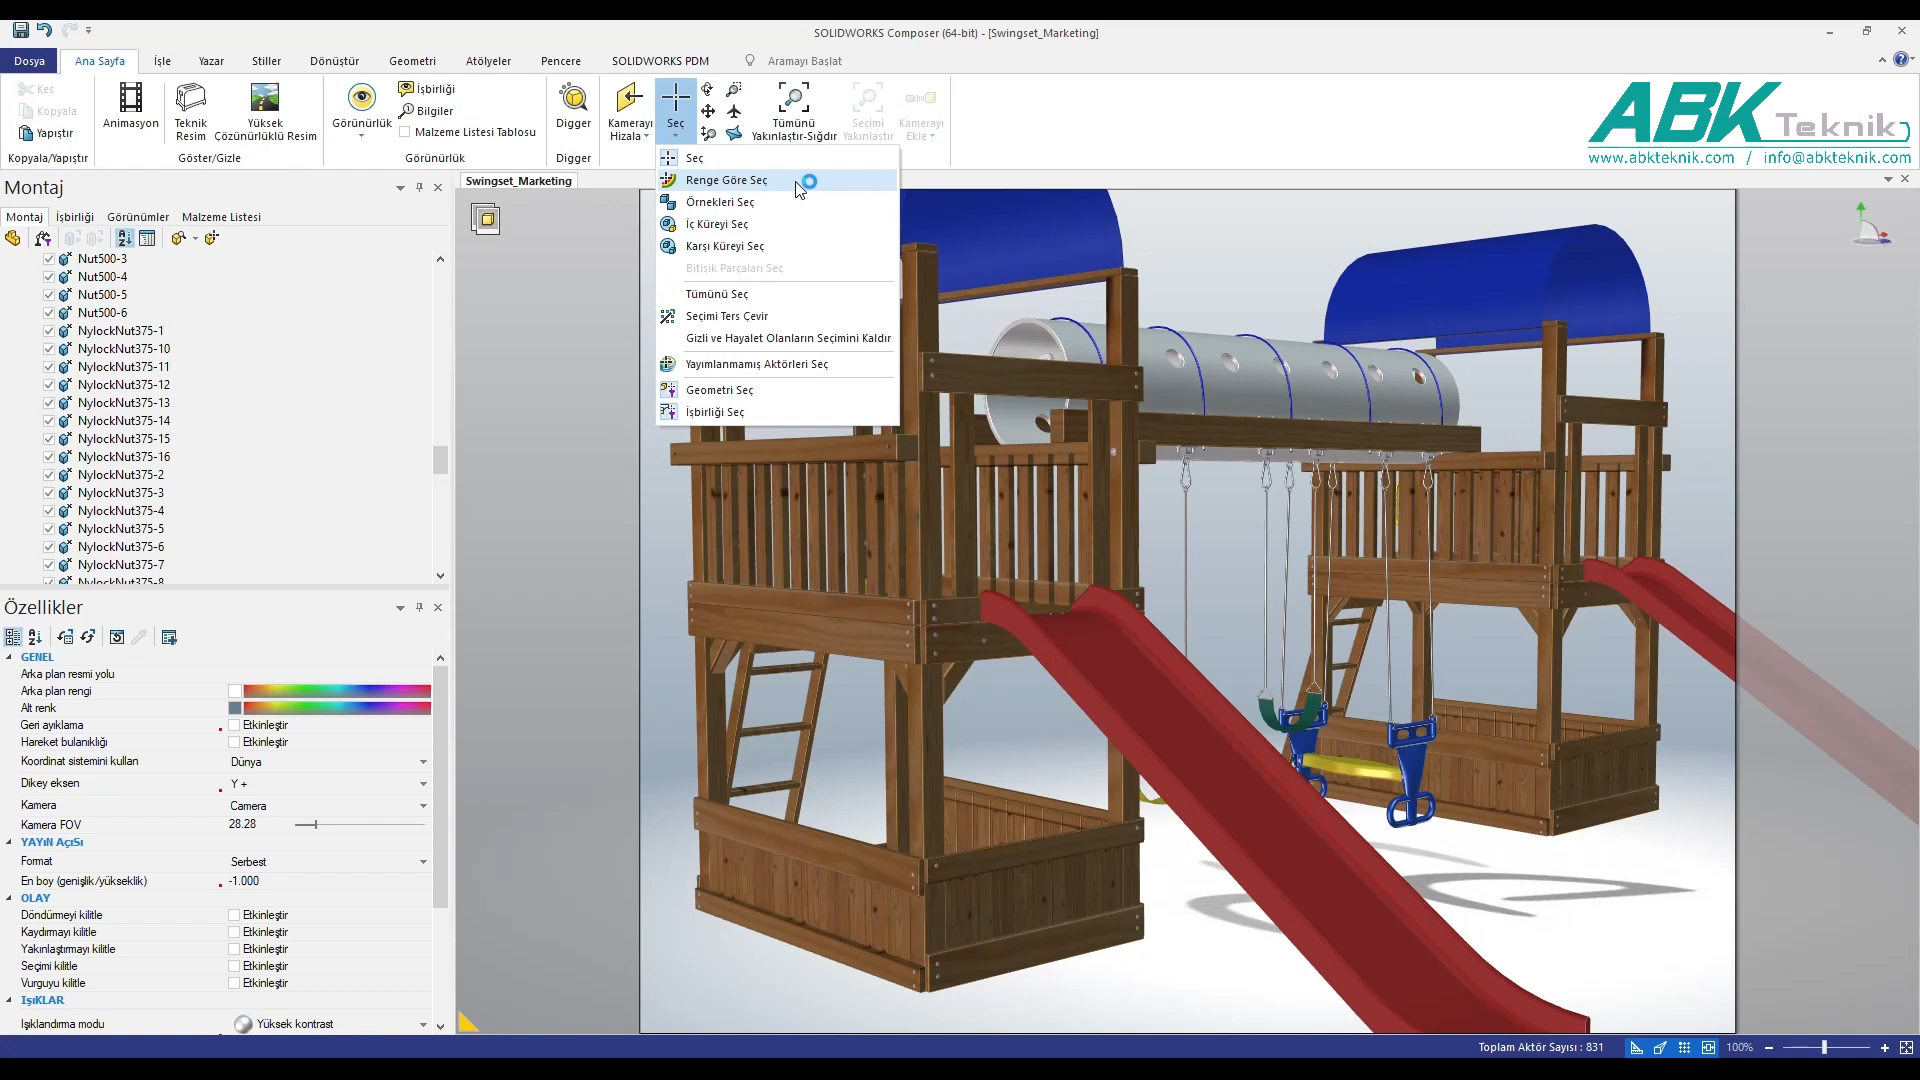 SOLIDWORKS Composer (64-bit) - [Swingset_Marketing]
Dosya
Ana Sayfa
İşle
Yazar
Stiller
Dönüştür
Geometri
Atölyeler
Pencere
SOLIDWORKS PDM
Aramayı Başlat
Kes
Kopyala
Yapıştır
Kopyala/Yapıştır
Animasyon
Teknik
Resim
Yüksek
Çözünürlüklü Resim
Göster/Gizle
Görünürlük
İşbirliği
Bilgiler
Malzeme Listesi Tablosu
Görünürlük
Digger
Digger
Kamerayı
Hizala
Seç
Tümünü
Yakınlaştır-Sığdır
Seçimi
Yakınlaştır
Kamerayı
Ekle
ABK Teknik
www.abkteknik.com / info@abkteknik.com
Seç
Renge Göre Seç
Örnekleri Seç
İç Küreyi Seç
Karşı Küreyi Seç
Bitişik Parçaları Seç
Tümünü Seç
Seçimi Ters Çevir
Gizli ve Hayalet Olanların Seçimini Kaldır
Yayımlanmamış Aktörleri Seç
Geometri Seç
İşbirliği Seç
Swingset_Marketing
Montaj
Montaj
İşbirliği
Görünümler
Malzeme Listesi
Nut500-3
Nut500-4
Nut500-5
Nut500-6
NylockNut375-1
NylockNut375-10
NylockNut375-11
NylockNut375-12
NylockNut375-13
NylockNut375-14
NylockNut375-15
NylockNut375-16
NylockNut375-2
NylockNut375-3
NylockNut375-4
NylockNut375-5
NylockNut375-6
NylockNut375-7
NylockNut375-8
Özellikler
GENEL
Arka plan resmi yolu
Arka plan rengi
Alt renk
Geri ayıklama Etkinleştir
Hareket bulanıklığı Etkinleştir
Koordinat sistemini kullan Dünya
Dikey eksen Y +
Kamera Camera
Kamera FOV 28.28
YAYıN AÇıSı
Format Serbest
En boy (genişlik/yükseklik) -1.000
OLAY
Döndürmeyi kilitle Etkinleştir
Kaydırmayı kilitle Etkinleştir
Yakınlaştırmayı kilitle Etkinleştir
Seçimi kilitle Etkinleştir
Vurguyu kilitle Etkinleştir
IşıKLAR
Işıklandırma modu Yüksek kontrast
Toplam Aktör Sayısı : 831
100%